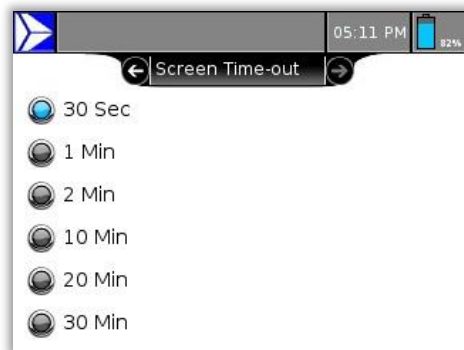 05:11 PM 82%
Screen Time-out
30 Sec
1 Min
2 Min
10 Min
20 Min
30 Min